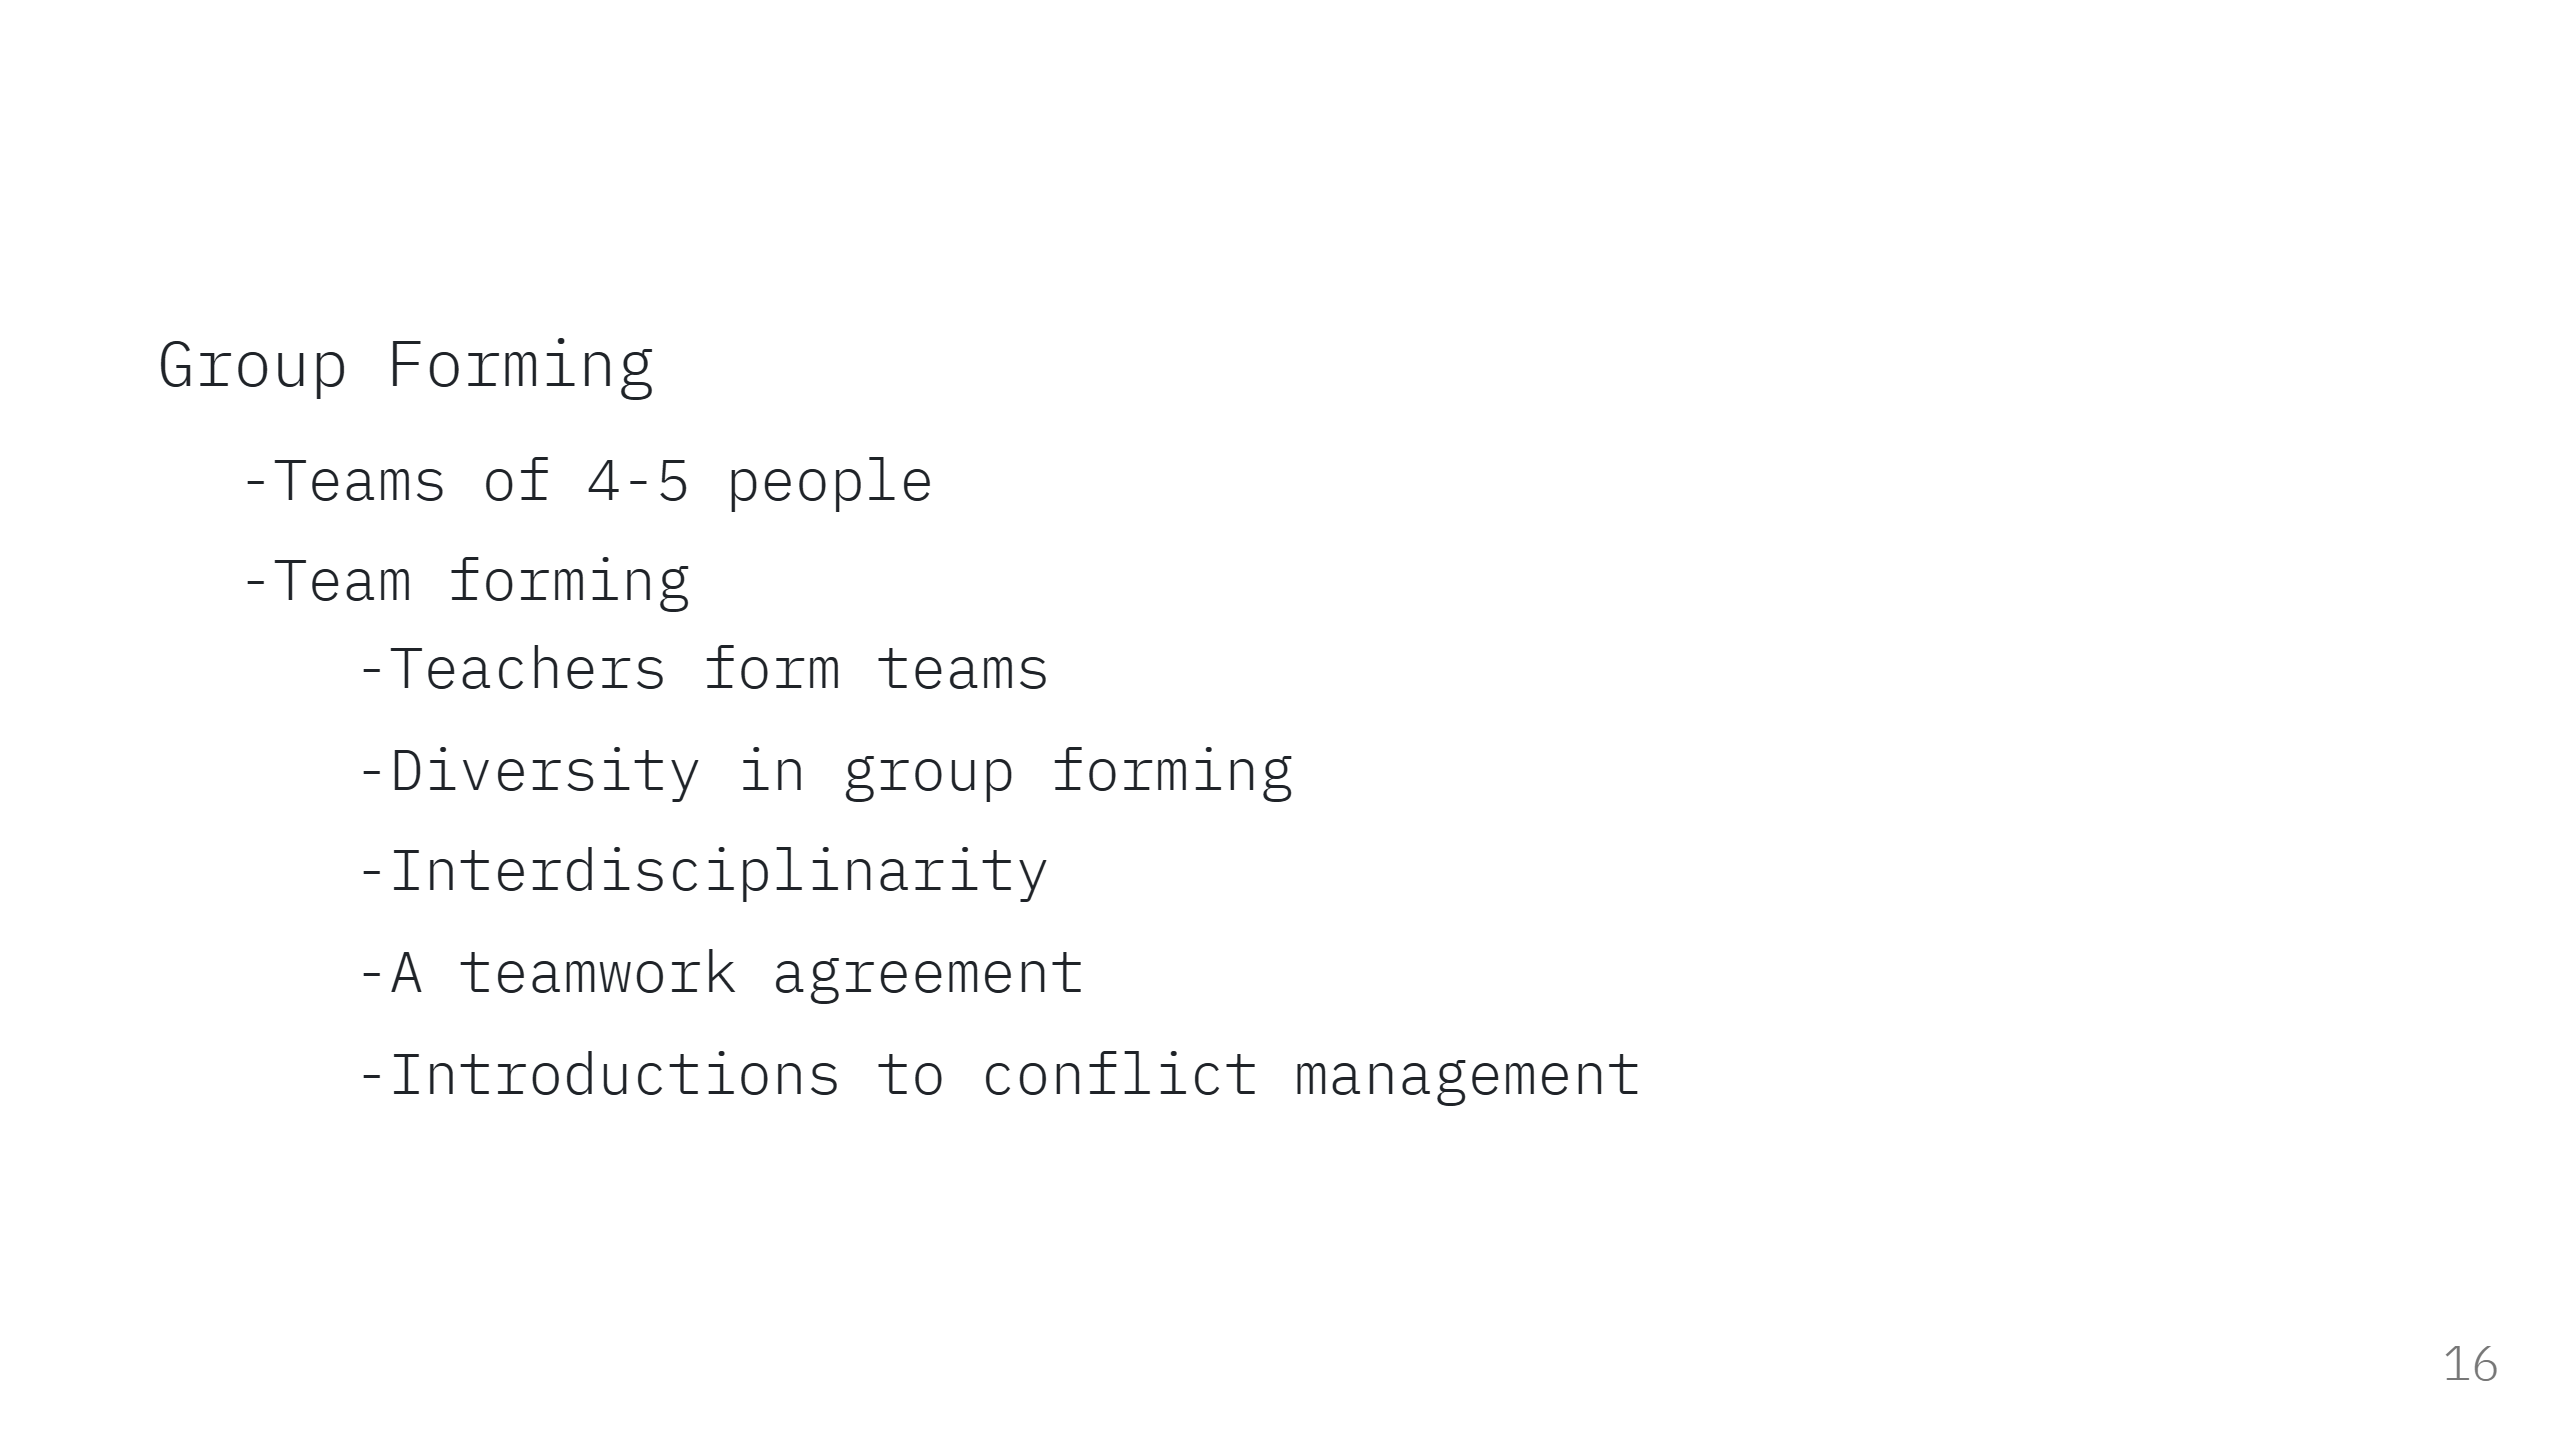 Group Forming
-Teams of 4-5 people
-Team forming
-Teachers form teams
-Diversity in group forming
-Interdisciplinarity
-A teamwork agreement
-Introductions to conflict management
16